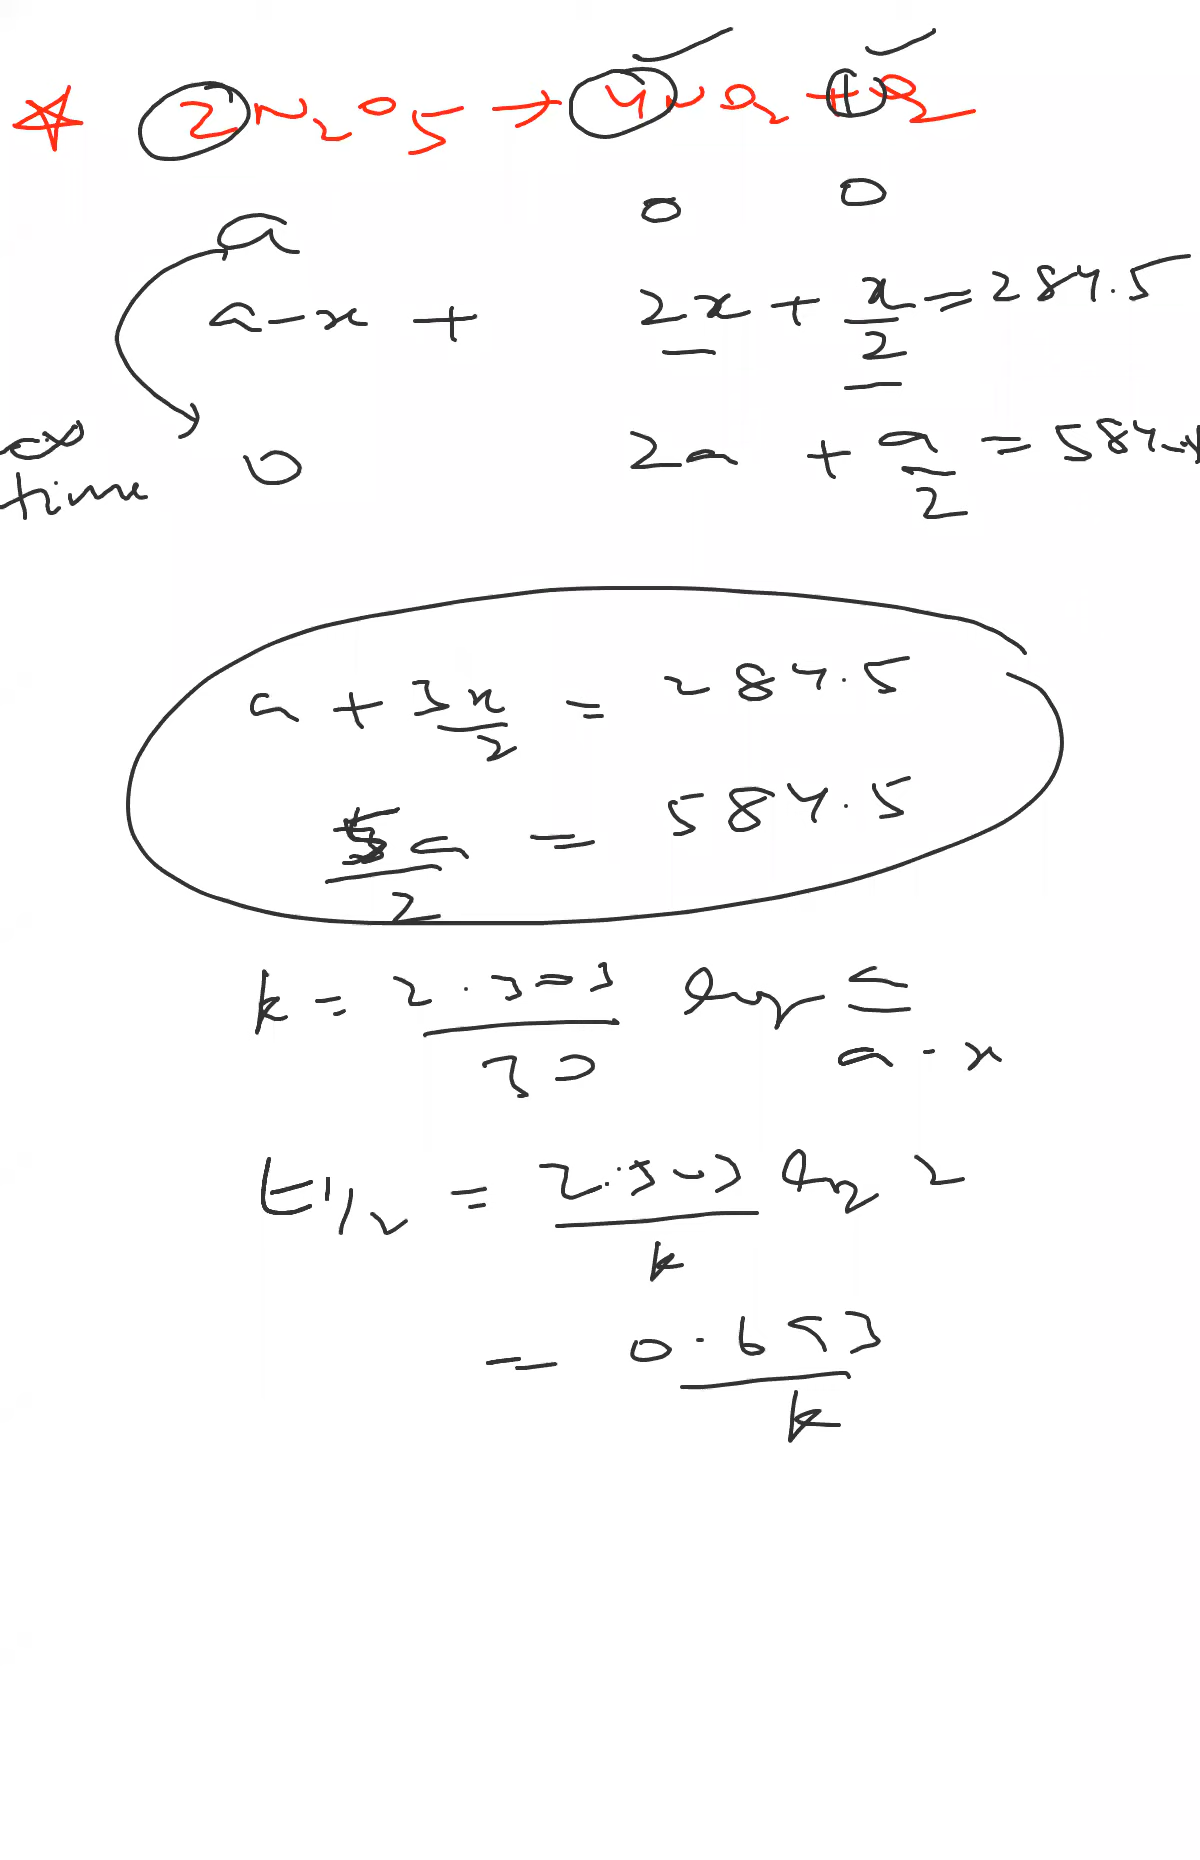 2N2O5 → 4NO2 + O2
a 0 0
a-x + 2x + x/2 = 284.5
∞ time 0 2a + a/2 = 584.5
a + 3x/2 = 284.5
5a/2 = 584.5
k = 2.303/30 log a/a-x
t1/2 = 2.303/k log 2
= 0.693/k